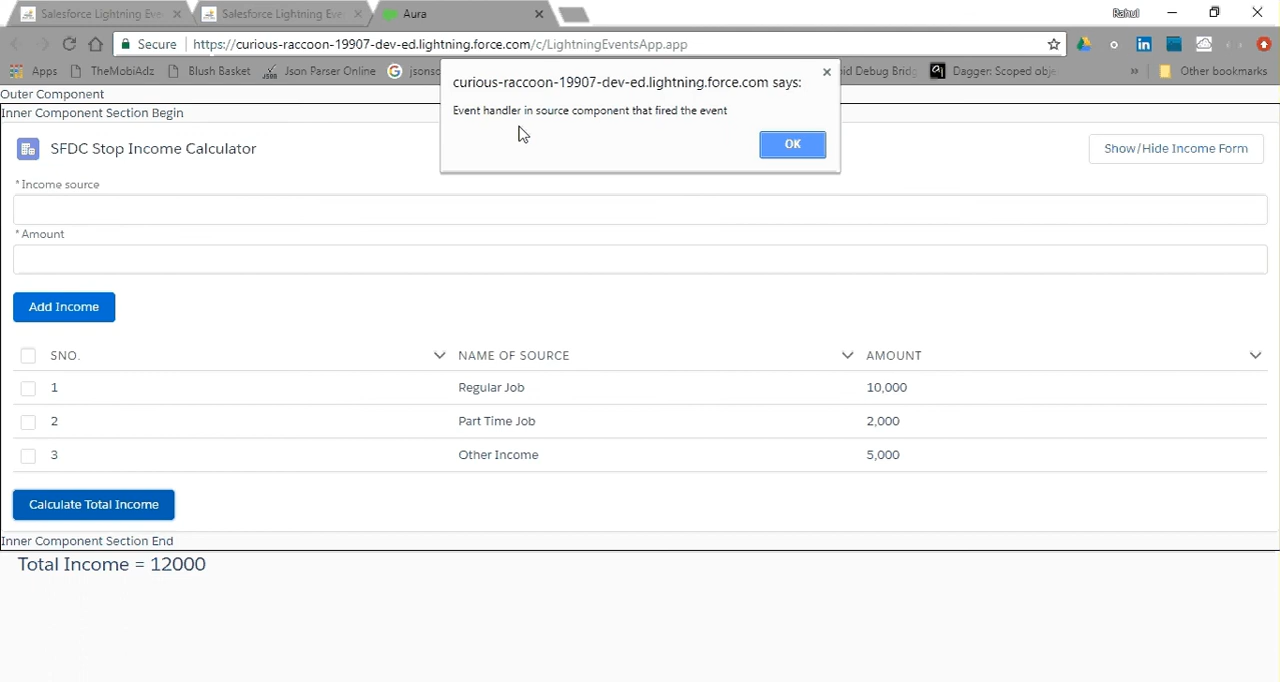 Salesforce Lightning Eve
Salesforce Lightning Eve
Aura
Rahul
Secure
https://curious-raccoon-19907-dev-ed.lightning.force.com/c/LightningEventsApp.app
Apps
TheMobiAdz
Blush Basket
Json Parser Online
jsonsc
oid Debug Bridg
Dagger: Scoped obje
»
Other bookmarks
curious-raccoon-19907-dev-ed.lightning.force.com says:
Event handler in source component that fired the event
OK
Outer Component
Inner Component Section Begin
SFDC Stop Income Calculator
Show/Hide Income Form
*Income source
*Amount
Add Income
SNO. NAME OF SOURCE AMOUNT
1 Regular Job 10,000
2 Part Time Job 2,000
3 Other Income 5,000
Calculate Total Income
Inner Component Section End
Total Income = 12000